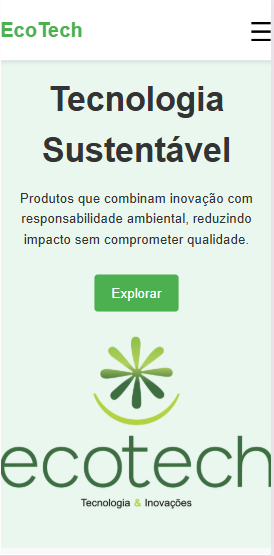 EcoTech
Tecnologia
Sustentável
Produtos que combinam inovação com
responsabilidade ambiental, reduzindo
impacto sem comprometer qualidade.
Explorar
ecotech
Tecnologia & Inovações